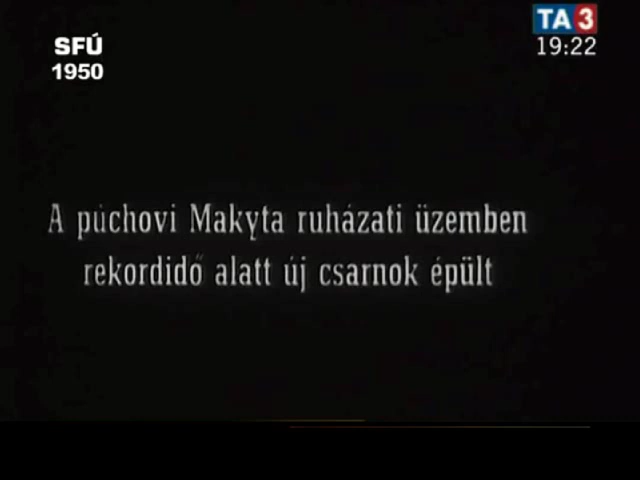 SFÚ
1950
TA3
19:22
A púchovi Makyta ruházati üzemben
rekordidő alatt új csarnok épült